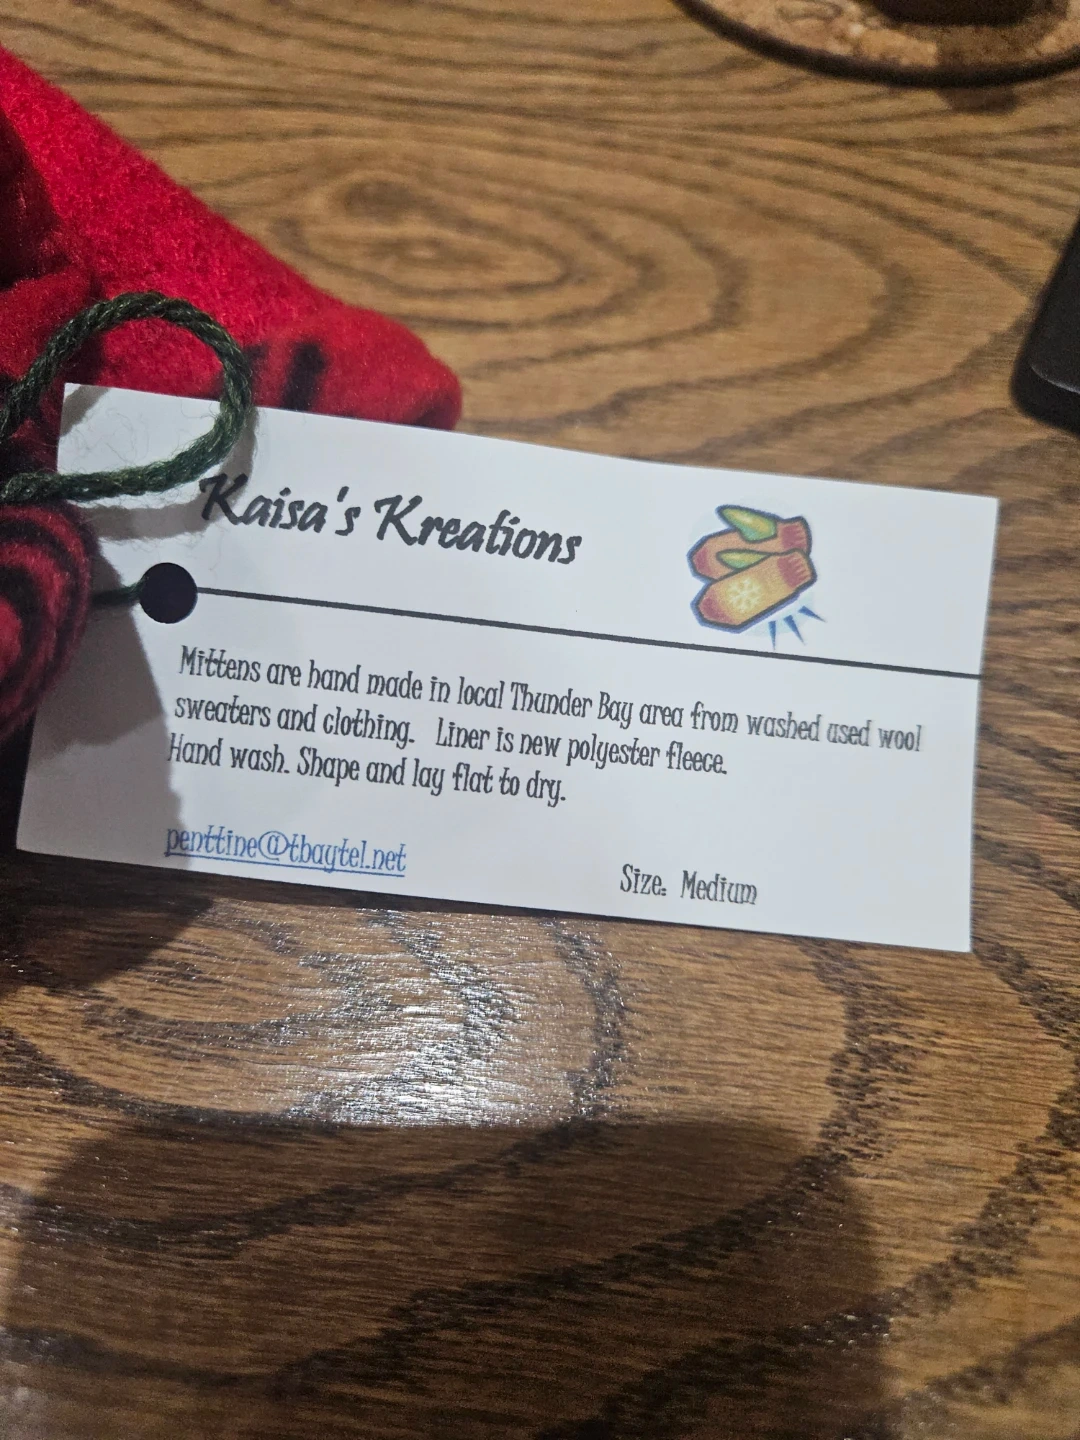 Kaisa's Kreations
Mittens are hand made in local Thunder Bay area from washed used wool
sweaters and clothing. Liner is new polyester fleece.
Hand wash. Shape and lay flat to dry.
penttine@tbaytel.net
Size: Medium